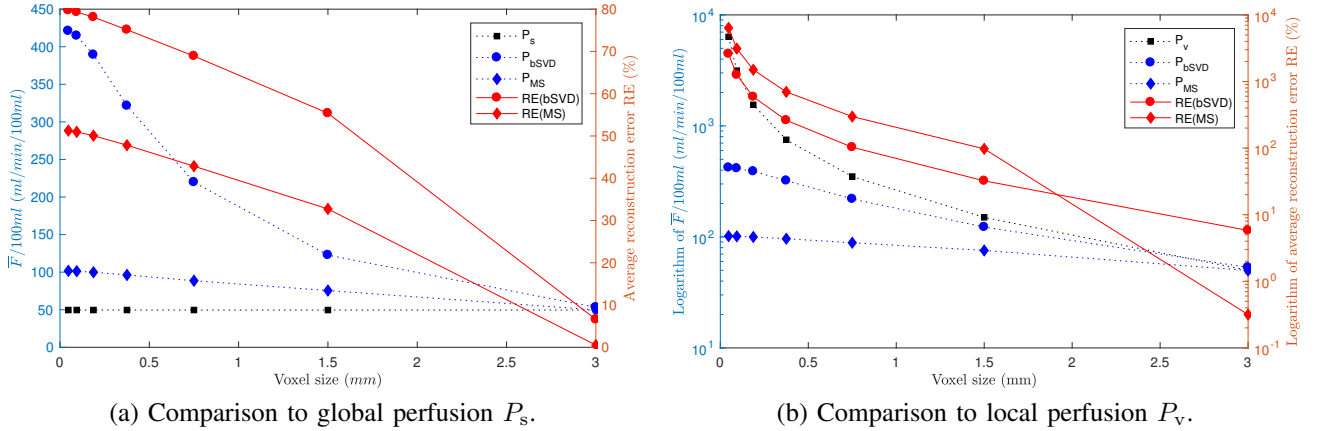 450
400
350
300
250
200
150
100
50
0
F̅/100ml (ml/min/100ml)
80
70
60
50
40
30
20
10
0
Average reconstruction error RE (%)
P_s
P_bSVD
P_MS
RE(bSVD)
RE(MS)
0 0.5 1 1.5 2 2.5 3
Voxel size (mm)
(a) Comparison to global perfusion P_s.
10^4
10^3
10^2
10^1
Logarithm of F̅/100ml (ml/min/100ml)
10^4
10^3
10^2
10^1
10^0
10^-1
Logarithm of average reconstruction error RE (%)
P_v
P_bSVD
P_MS
RE(bSVD)
RE(MS)
0 0.5 1 1.5 2 2.5 3
Voxel size (mm)
(b) Comparison to local perfusion P_v.